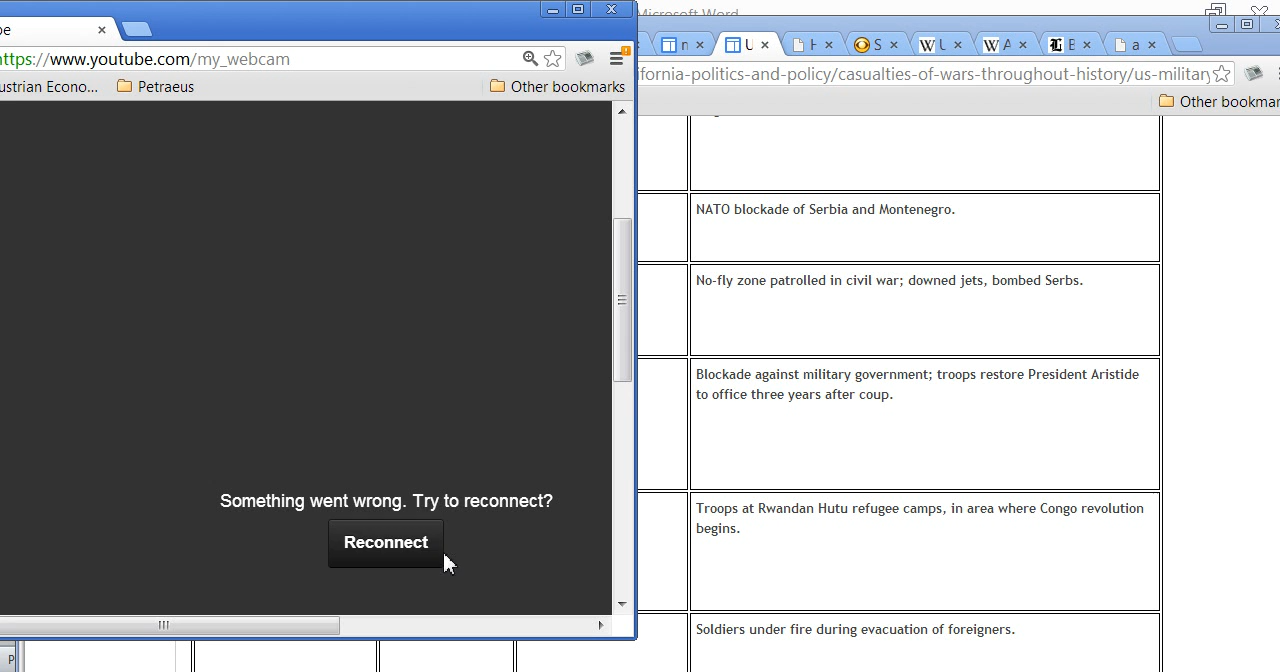 Microsoft Word
be
https://www.youtube.com/my_webcam
ustrian Econo...
Petraeus
Other bookmarks
Something went wrong. Try to reconnect?
Reconnect
n
U
H
S
W U
W A
L E
a
ifornia-politics-and-policy/casualties-of-wars-throughout-history/us-military
Other bookmar
NATO blockade of Serbia and Montenegro.
No-fly zone patrolled in civil war; downed jets, bombed Serbs.
Blockade against military government; troops restore President Aristide
to office three years after coup.
Troops at Rwandan Hutu refugee camps, in area where Congo revolution
begins.
Soldiers under fire during evacuation of foreigners.
P